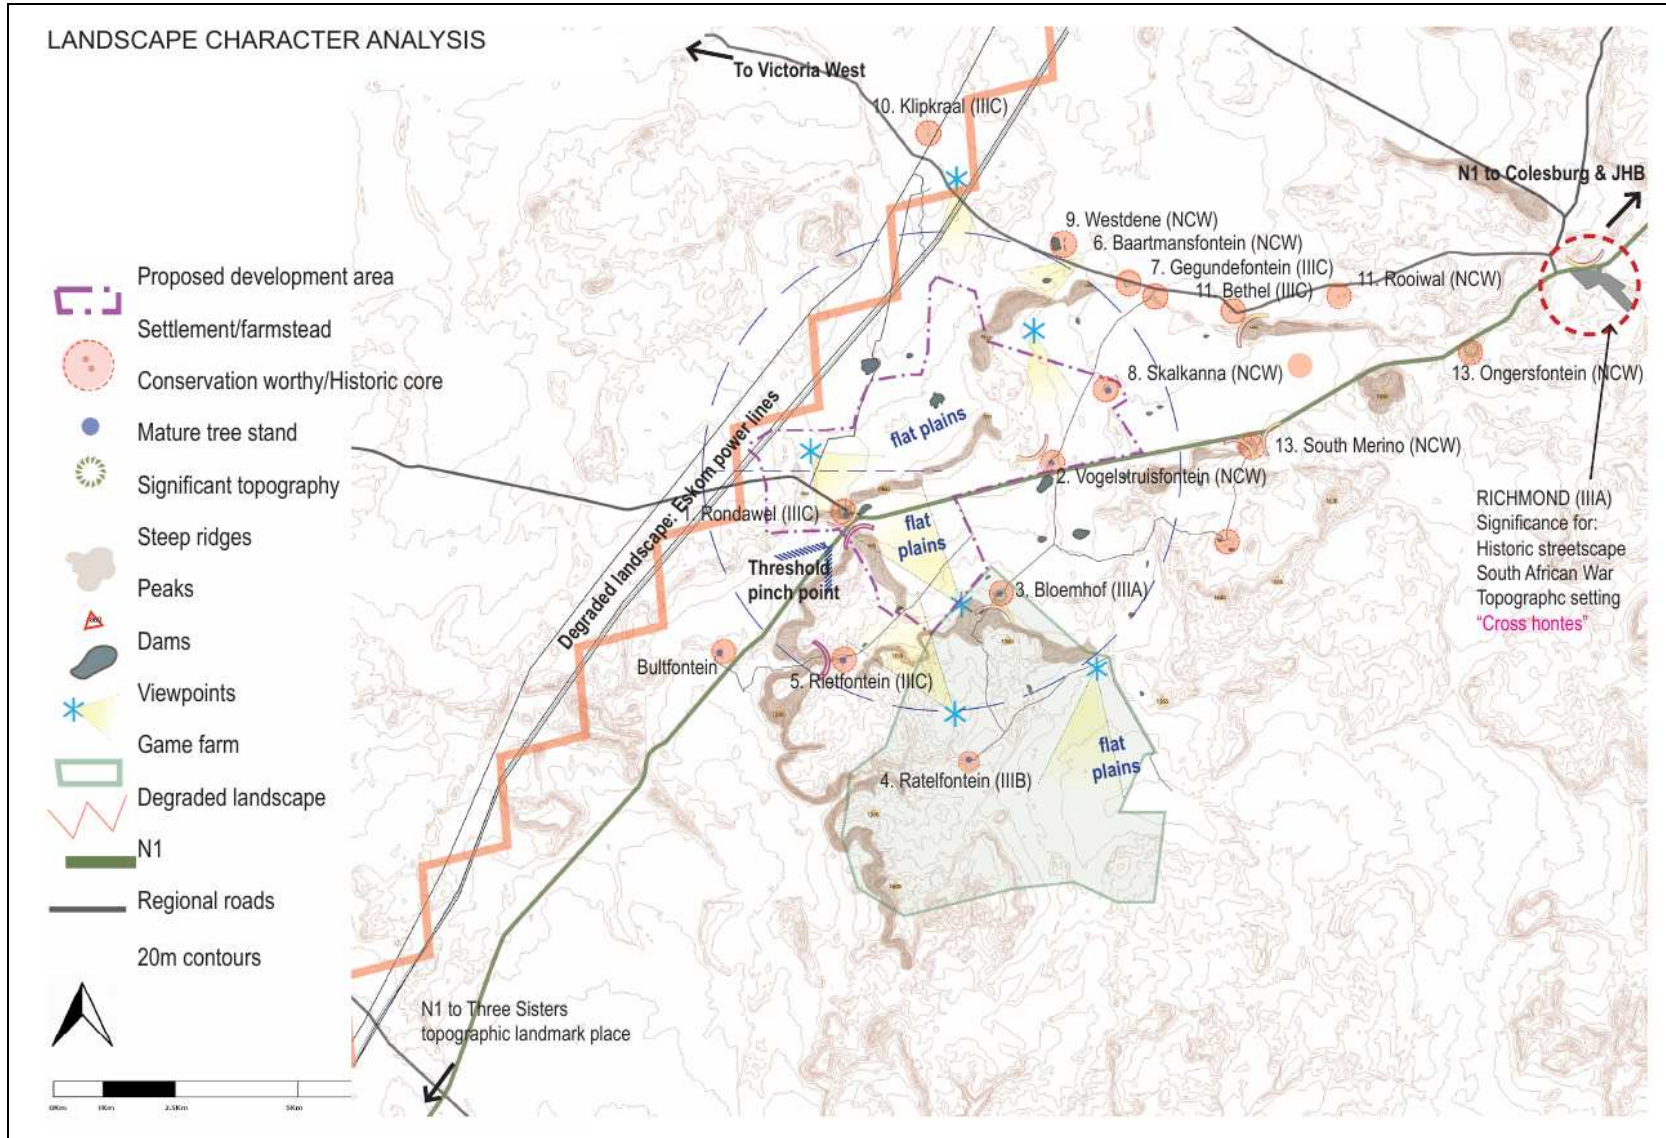 LANDSCAPE CHARACTER ANALYSIS
To Victoria West
10. Klipkraal (IIIC)
N1 to Colesburg & JHB
9. Westdene (NCW)
6. Baartmansfontein (NCW)
7. Gegundefontein (IIIC)
11. Bethel (IIIC)
11. Rooiwal (NCW)
8. Skalkanna (NCW)
13. Ongersfontein (NCW)
flat plains
Degraded landscape: Eskom power lines
13. South Merino (NCW)
2. Vogelstruisfontein (NCW)
1. Rondawel (IIIC)
flat
plains
Threshold
pinch point
3. Bloemhof (IIIA)
RICHMOND (IIIA)
Significance for:
Historic streetscape
South African War
Topographc setting
"Cross hontes"
Bultfontein
5. Rietfontein (IIIC)
flat
plains
4. Ratelfontein (IIIB)
N1 to Three Sisters
topographic landmark place
Proposed development area
Settlement/farmstead
Conservation worthy/Historic core
Mature tree stand
Significant topography
Steep ridges
Peaks
Dams
Viewpoints
Game farm
Degraded landscape
N1
Regional roads
20m contours
0Km 1Km 2.5Km 5Km